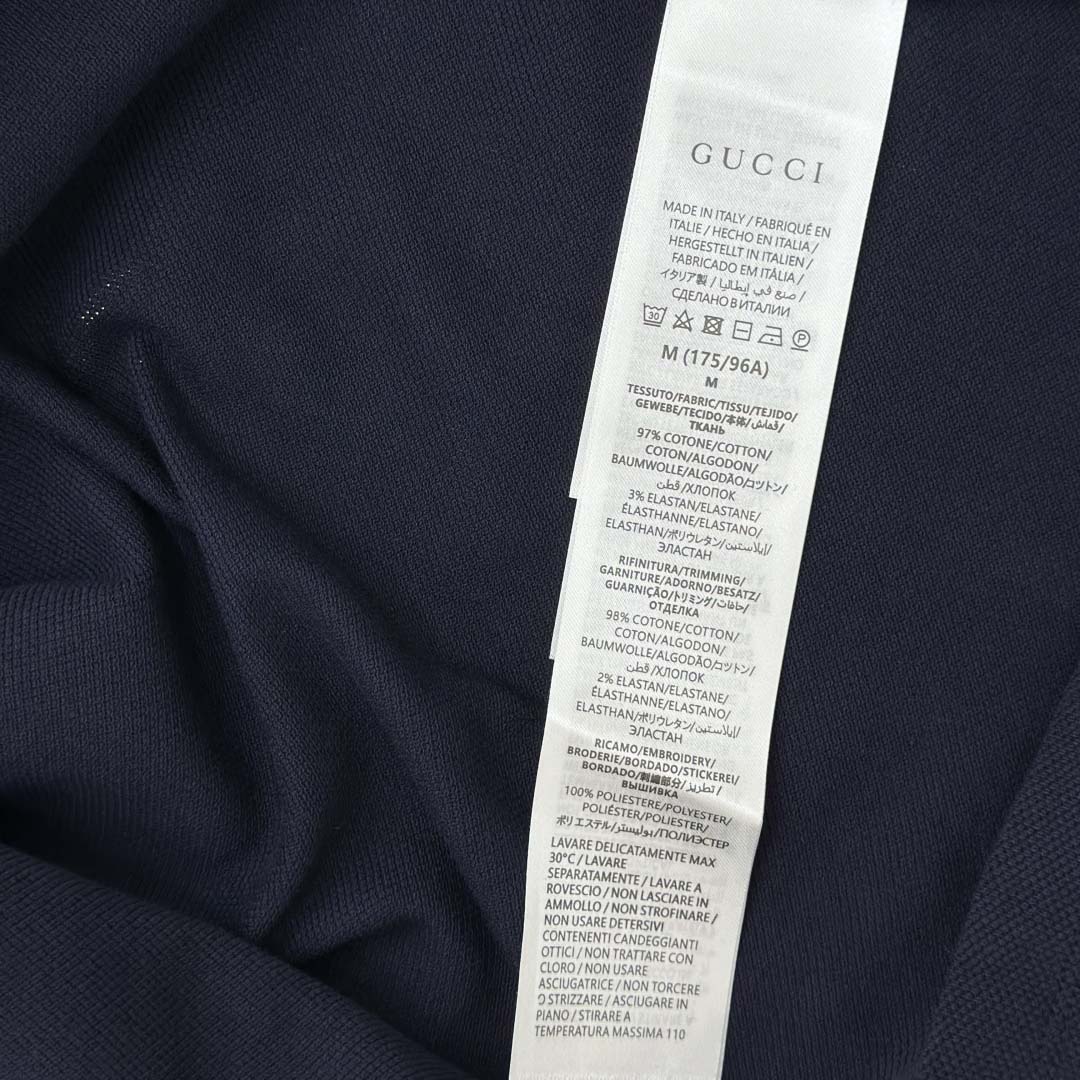 GUCCI
MADE IN ITALY / FABRIQUÉ EN
ITALIE / HECHO EN ITALIA /
HERGESTELLT IN ITALIEN /
FABRICADO EM ITÁLIA /
イタリア製 / صنع في إيطاليا /
СДЕЛАНО В ИТАЛИИ
30 P
M (175/96A)
M
TESSUTO/FABRIC/TISSU/TEJIDO/
GEWEBE/TECIDO/本体/قماش/
ТКАНЬ
97% COTONE/COTTON/
COTON/ALGODON/
BAUMWOLLE/ALGODÃO/コットン/
قطن/ХЛОПОК
3% ELASTAN/ELASTANE/
ÉLASTHANNE/ELASTANO/
ELASTHAN/ポリウレタン/إيلاستين/
ЭЛАСТАН
RIFINITURA/TRIMMING/
GARNITURE/ADORNO/BESATZ/
GUARNIÇÃO/トリミング/حافات/
ОТДЕЛКА
98% COTONE/COTTON/
COTON/ALGODON/
BAUMWOLLE/ALGODÃO/コットン/
قطن/ХЛОПОК
2% ELASTAN/ELASTANE/
ÉLASTHANNE/ELASTANO/
ELASTHAN/ポリウレタン/إيلاستين/
ЭЛАСТАН
RICAMO/EMBROIDERY/
BRODERIE/BORDADO/STICKEREI/
BORDADO/刺繍部分/تطريز/
ВЫШИВКА
100% POLIESTERE/POLYESTER/
POLIÉSTER/POLIESTER/
ポリエステル/بوليستر/ПОЛИЭСТЕР
LAVARE DELICATAMENTE MAX
30°C / LAVARE
SEPARATAMENTE / LAVARE A
ROVESCIO / NON LASCIARE IN
AMMOLLO / NON STROFINARE /
NON USARE DETERSIVI
CONTENENTI CANDEGGIANTI
OTTICI / NON TRATTARE CON
CLORO / NON USARE
ASCIUGATRICE / NON TORCERE
O STRIZZARE / ASCIUGARE IN
PIANO / STIRARE A
TEMPERATURA MASSIMA 110